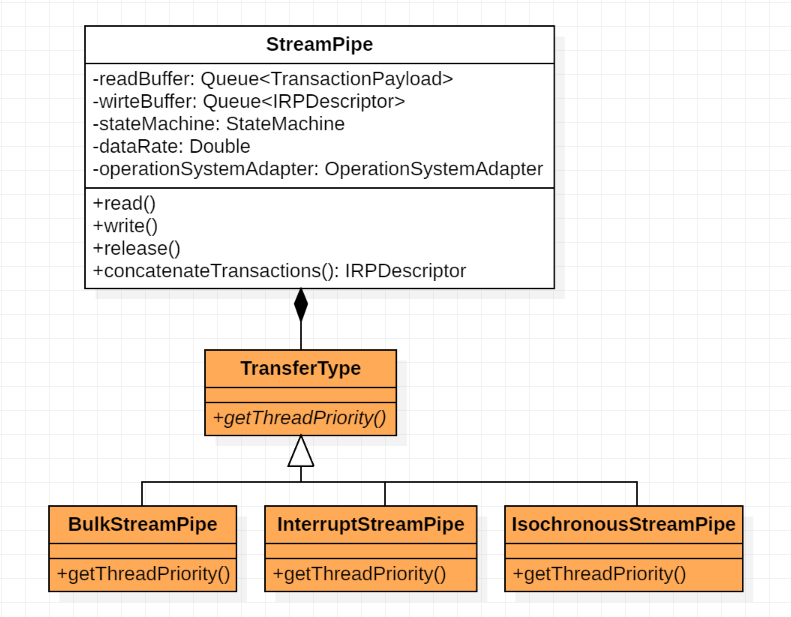 StreamPipe
-readBuffer: Queue<TransactionPayload>
-wirteBuffer: Queue<IRPDescriptor>
-stateMachine: StateMachine
-dataRate: Double
-operationSystemAdapter: OperationSystemAdapter
+read()
+write()
+release()
+concatenateTransactions(): IRPDescriptor
TransferType
+getThreadPriority()
BulkStreamPipe
+getThreadPriority()
InterruptStreamPipe
+getThreadPriority()
IsochronousStreamPipe
+getThreadPriority()